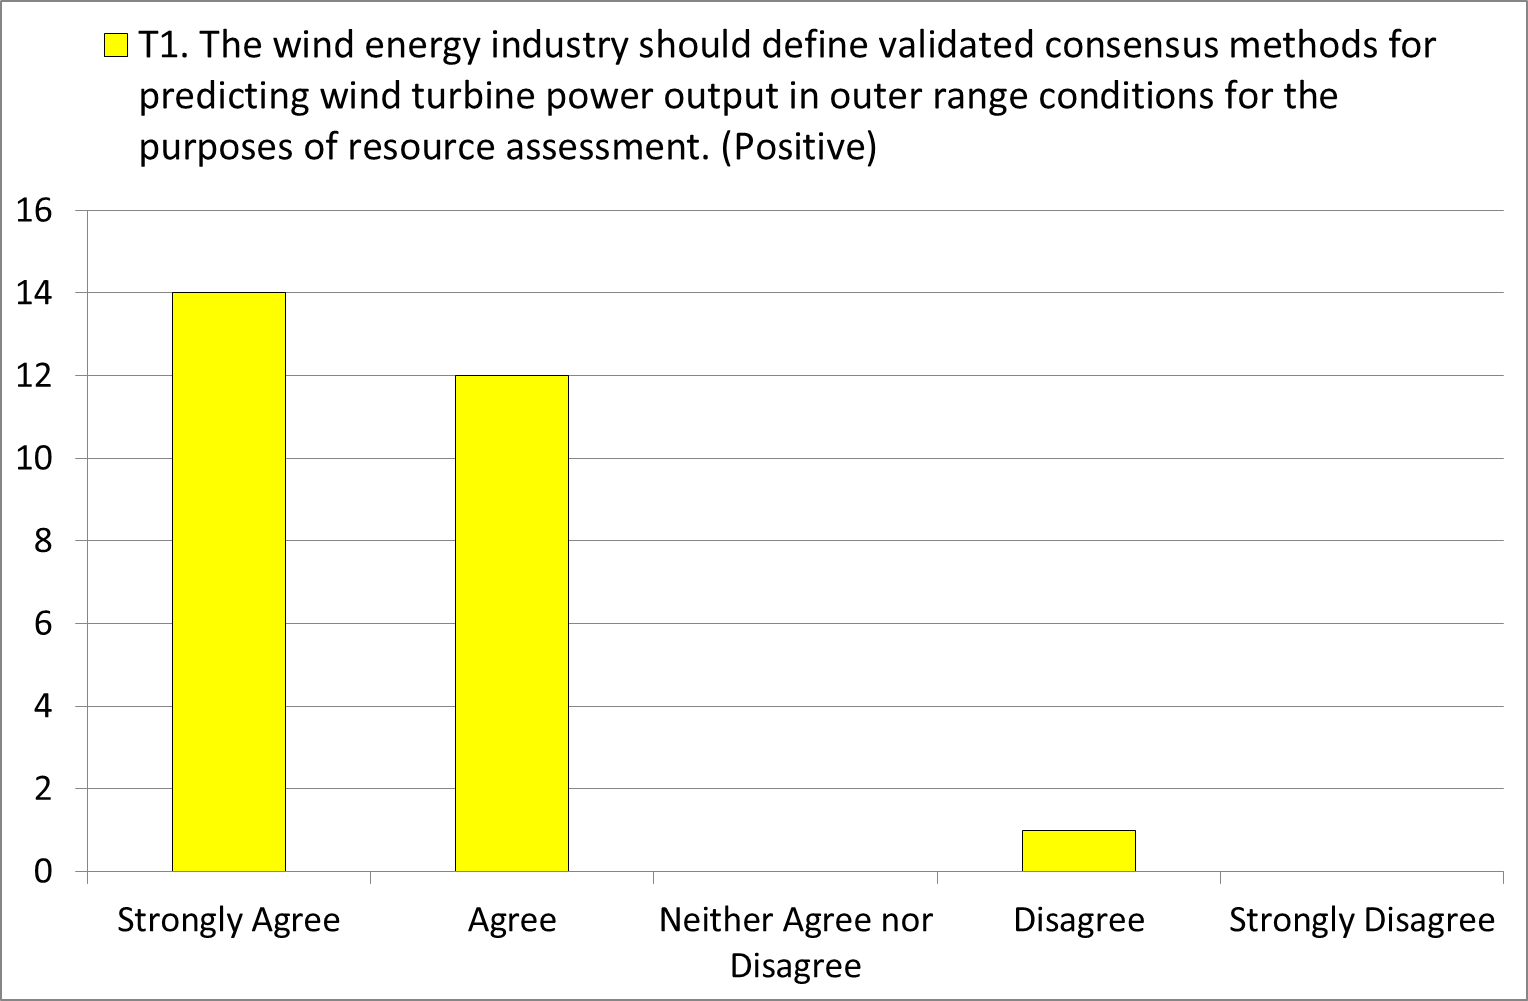 T1. The wind energy industry should define validated consensus methods for
predicting wind turbine power output in outer range conditions for the
purposes of resource assessment. (Positive)
16
14
12
10
8
6
4
2
0
Strongly Agree
Agree
Neither Agree nor
Disagree
Disagree
Strongly Disagree